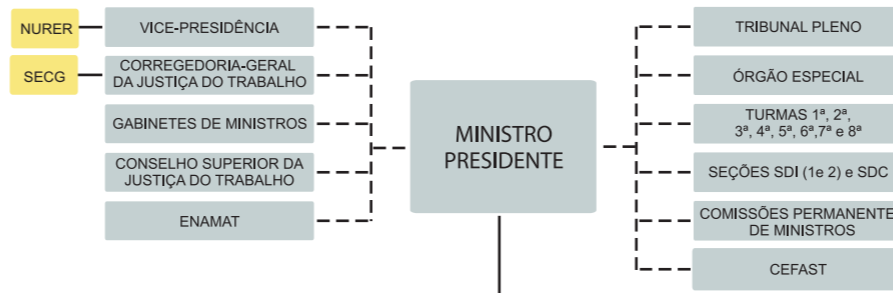 NURER
VICE-PRESIDÊNCIA
SECG
CORREGEDORIA-GERAL
DA JUSTIÇA DO TRABALHO
GABINETES DE MINISTROS
CONSELHO SUPERIOR DA
JUSTIÇA DO TRABALHO
ENAMAT
MINISTRO
PRESIDENTE
TRIBUNAL PLENO
ÓRGÃO ESPECIAL
TURMAS 1ª, 2ª,
3ª, 4ª, 5ª, 6ª,7ª e 8ª
SEÇÕES SDI (1e 2) e SDC
COMISSÕES PERMANENTE
DE MINISTROS
CEFAST